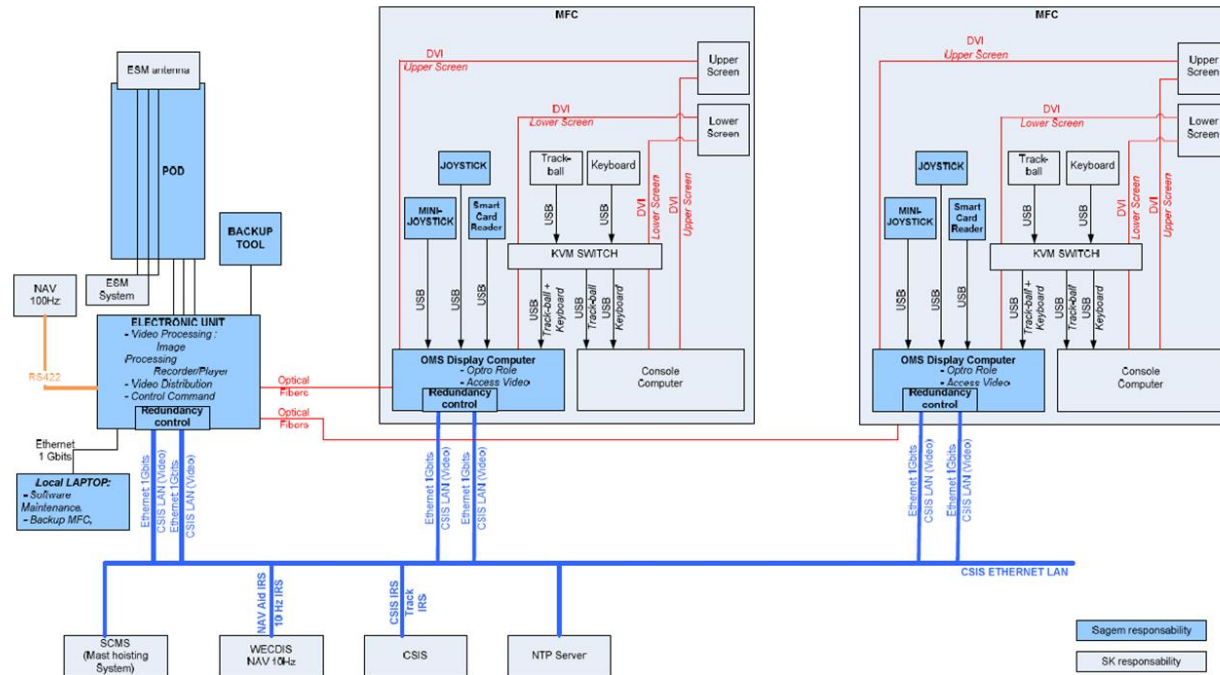 MFC
ESM antenna
POD
BACKUP
TOOL
NAV
100Hz
ESM
System
ELECTRONIC UNIT
- Video Processing :
Image
Processing
Recorder/Player
- Video Distribution
- Control Command
Redundancy
control
RS422
Ethernet
1 Gbits
Local LAPTOP:
- Software
Maintenance.
- Backup MFC,
Optical
Fibers
Optical
Fibers
DVI
Upper Screen
DVI
Lower Screen
Upper
Screen
Lower
Screen
JOYSTICK
MINI-
JOYSTICK
Smart
Card
Reader
Track-
ball
Keyboard
USB
USB
KVM SWITCH
DVI
Lower Screen
DVI
Upper Screen
USB
USB
USB
USB
Track-ball +
Keyboard
USB
Track-ball
USB
Keyboard
OMS Display Computer
- Optro Role
- Access Video
Redundancy
control
Console
Computer
MFC
DVI
Upper Screen
DVI
Lower Screen
Upper
Screen
Lower
Screen
JOYSTICK
MINI-
JOYSTICK
Smart
Card
Reader
Track-
ball
Keyboard
USB
USB
KVM SWITCH
DVI
Lower Screen
DVI
Upper Screen
USB
USB
USB
USB
Track-ball +
Keyboard
USB
Track-ball
USB
Keyboard
OMS Display Computer
- Optro Role
- Access Video
Redundancy
control
Console
Computer
Ethernet 1Gbits
CSIS LAN (Video)
Ethernet 1Gbits
CSIS LAN (Video)
Ethernet 1Gbits
CSIS LAN (Video)
Ethernet 1Gbits
CSIS LAN (Video)
Ethernet 1Gbits
CSIS LAN (Video)
Ethernet 1Gbits
CSIS LAN (Video)
CSIS ETHERNET LAN
NAV Aid IRS
10 Hz IRS
CSIS IRS
Track
IRS
SCMS
(Mast hoisting
System)
WECDIS
NAV 10Hz
CSIS
NTP Server
Sagem responsability
SK responsability